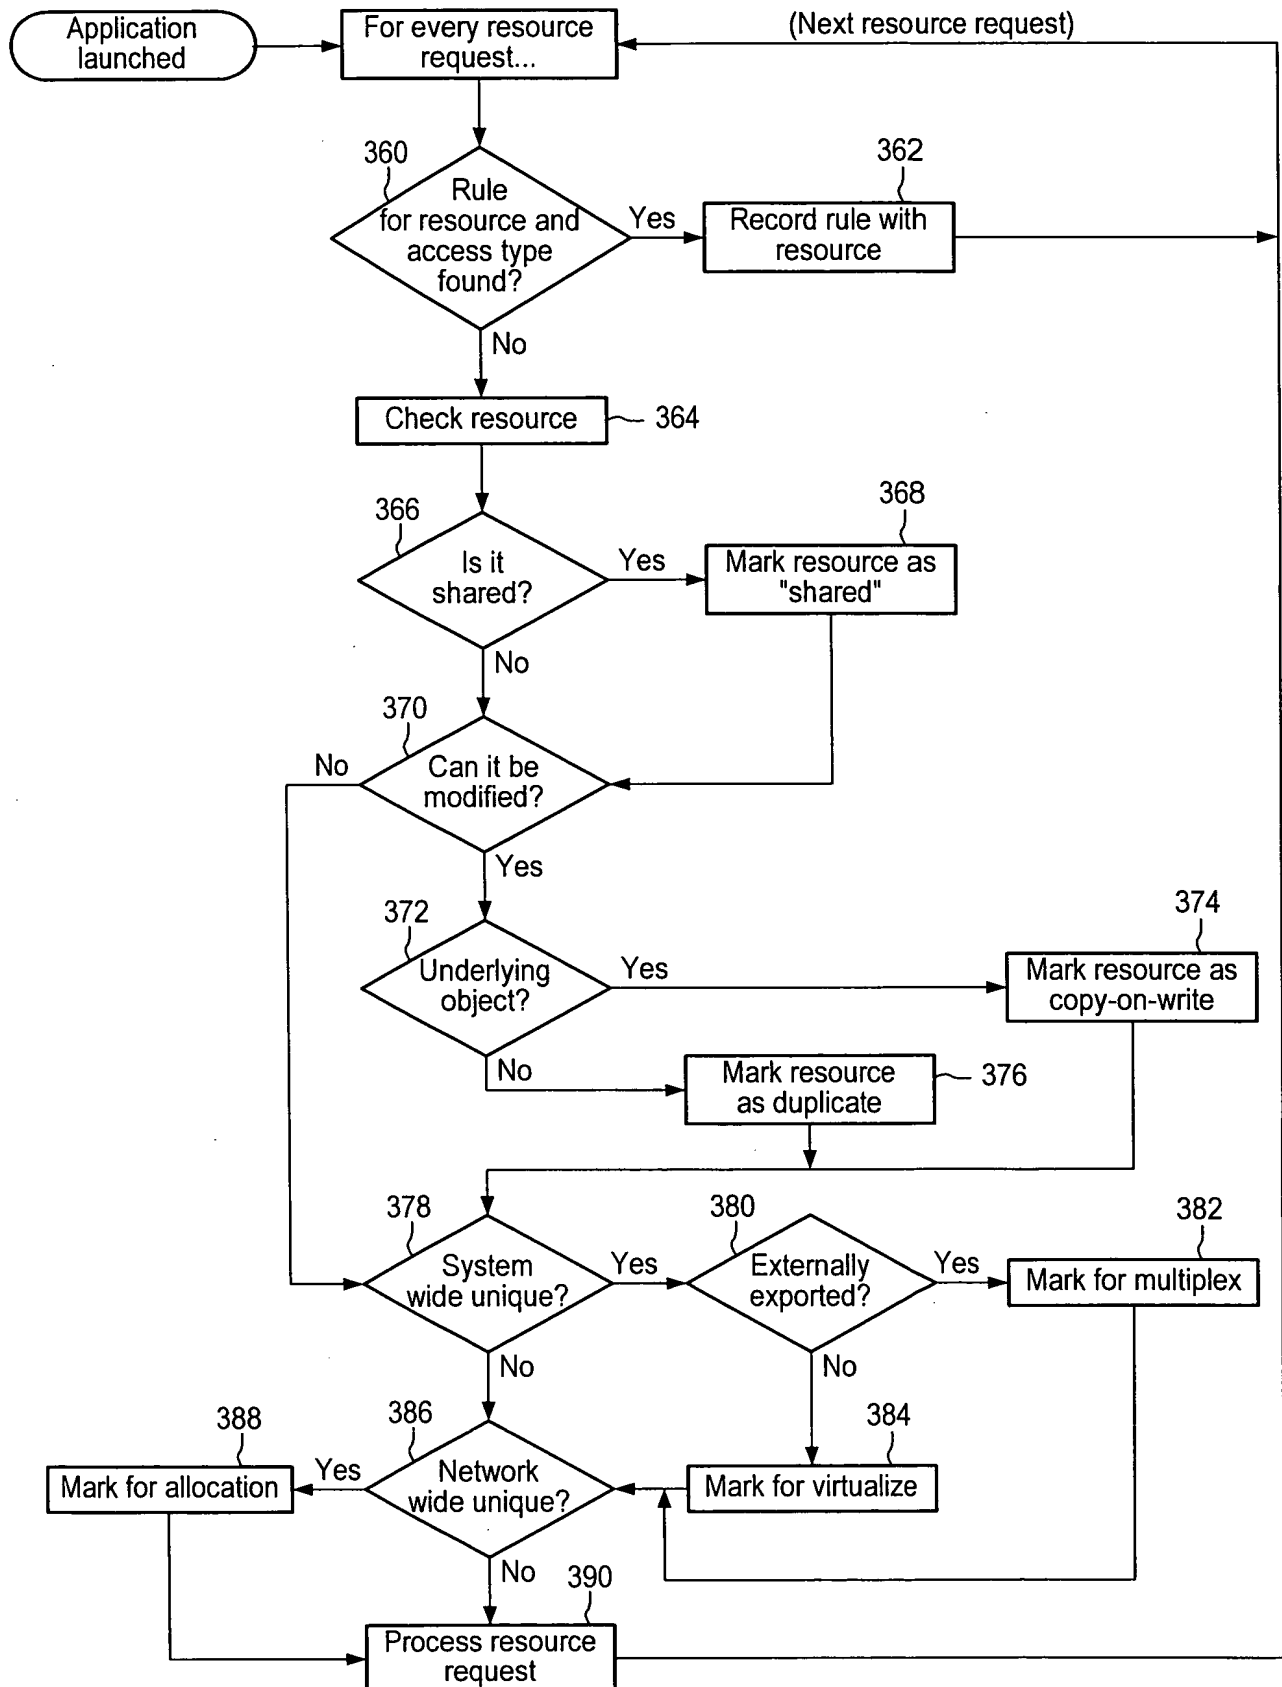 Application
launched
For every resource
request...
(Next resource request)
360
Rule
for resource and
access type
found?
Yes
362
Record rule with
resource
No
Check resource
364
366
Is it
shared?
Yes
368
Mark resource as
"shared"
No
370
No
Can it be
modified?
Yes
372
Underlying
object?
Yes
374
Mark resource as
copy-on-write
No
Mark resource
as duplicate
376
378
System
wide unique?
Yes
380
Externally
exported?
Yes
382
Mark for multiplex
No
No
384
Mark for virtualize
386
Network
wide unique?
Yes
388
Mark for allocation
No
390
Process resource
request